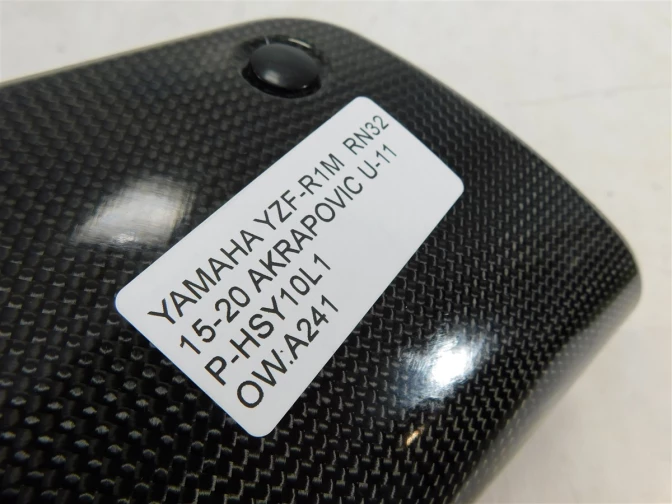 YAMAHA YZF-R1M RN32
15-20 AKRAPOVIC U-11
P-HSY10L1
OW:A241